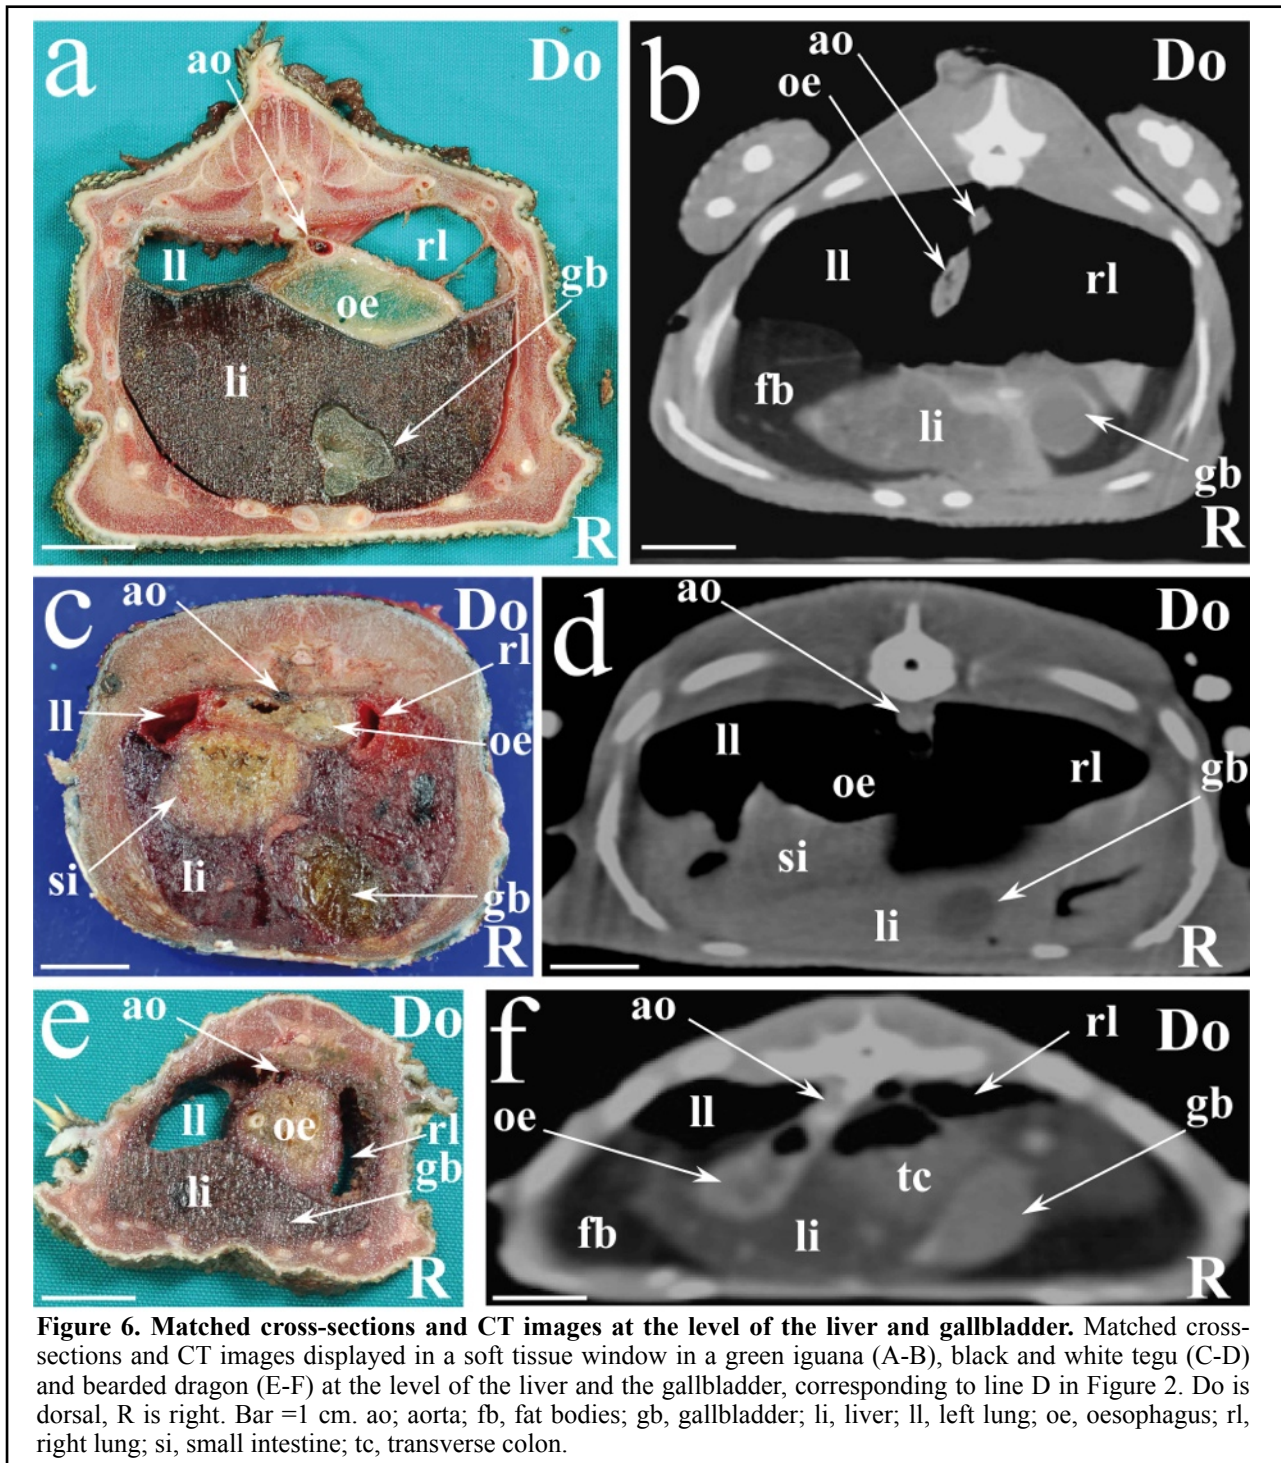 a
ao
Do
ll
rl
gb
oe
li
R
b
ao
oe
Do
ll
rl
fb
li
gb
R
c
ao
Do
rl
ll
oe
si
li
gb
R
d
ao
Do
ll
oe
rl
gb
si
li
R
e
ao
Do
ll
oe
rl
gb
li
R
f
ao
rl
Do
ll
gb
oe
tc
fb
li
R
Figure 6. Matched cross-sections and CT images at the level of the liver and gallbladder. Matched cross-
sections and CT images displayed in a soft tissue window in a green iguana (A-B), black and white tegu (C-D)
and bearded dragon (E-F) at the level of the liver and the gallbladder, corresponding to line D in Figure 2. Do is
dorsal, R is right. Bar =1 cm. ao; aorta; fb, fat bodies; gb, gallbladder; li, liver; ll, left lung; oe, oesophagus; rl,
right lung; si, small intestine; tc, transverse colon.